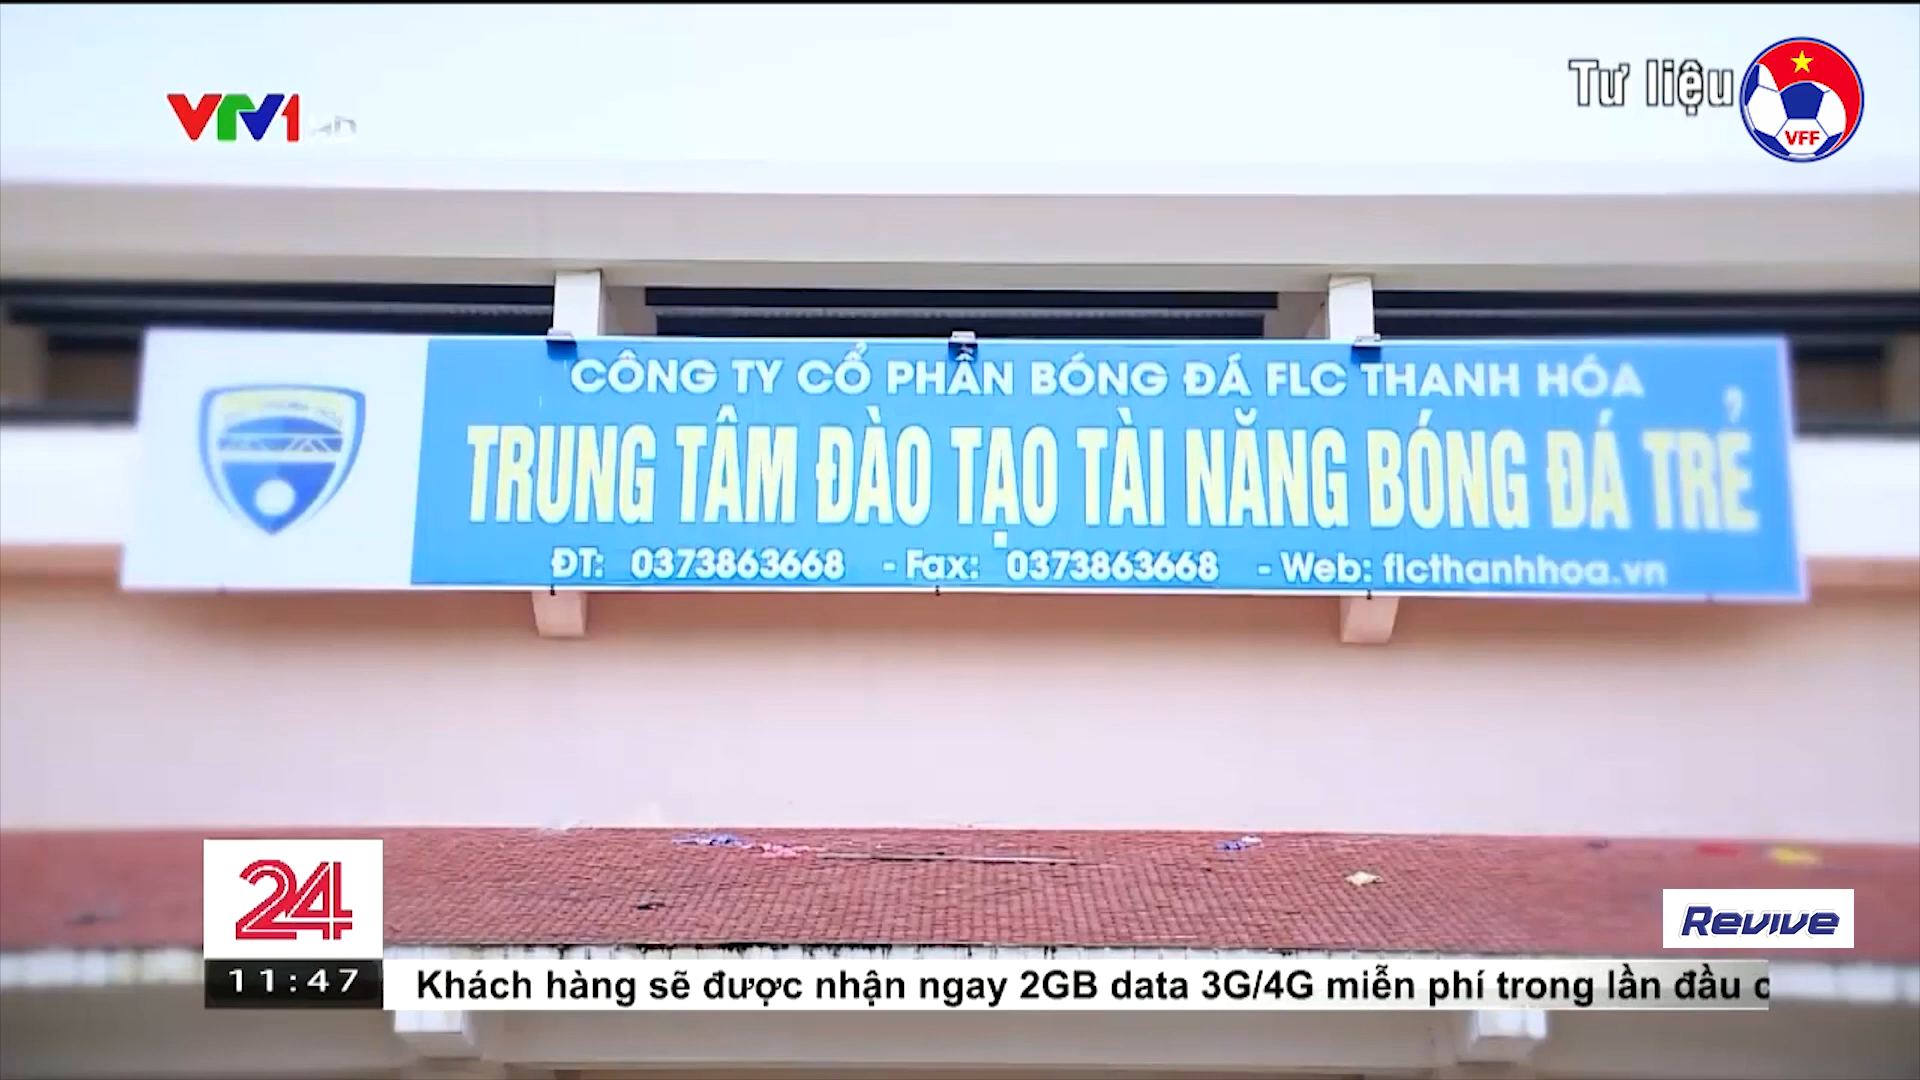 VTV1 HD
Tư liệu
VFF
CÔNG TY CỔ PHẦN BÓNG ĐÁ FLC THANH HÓA
TRUNG TÂM ĐÀO TẠO TÀI NĂNG BÓNG ĐÁ TRẺ
ĐT: 0373863668 - Fax: 0373863668 - Web: flcthanhhoa.vn
24
Revive
11:47
Khách hàng sẽ được nhận ngay 2GB data 3G/4G miễn phí trong lần đầu c